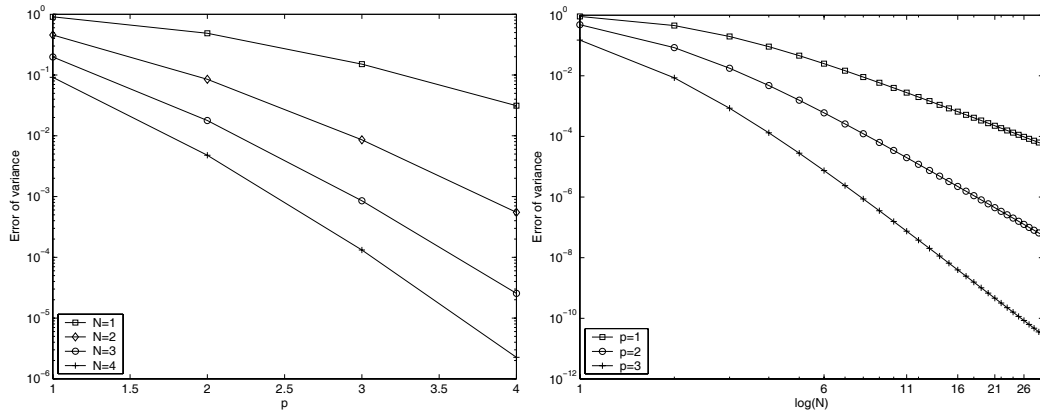 10^0
10^-1
10^-2
10^-3
10^-4
10^-5
10^-6
Error of variance
1
1.5
2
2.5
3
3.5
4
p
N=1
N=2
N=3
N=4
10^0
10^-2
10^-4
10^-6
10^-8
10^-10
10^-12
Error of variance
1
6
11
16
21
26
log(N)
p=1
p=2
p=3